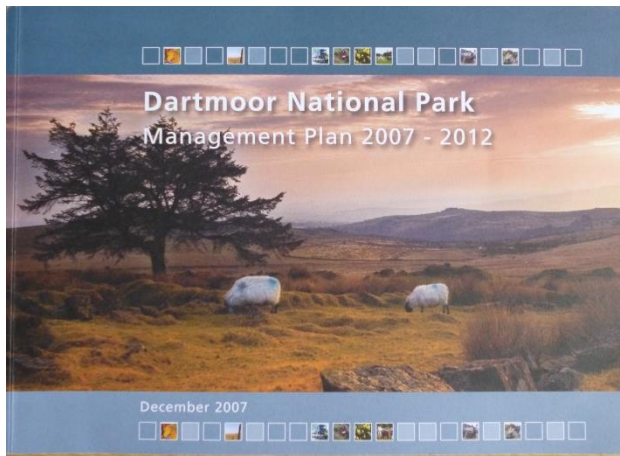 Dartmoor National Park
Management Plan 2007 - 2012
December 2007